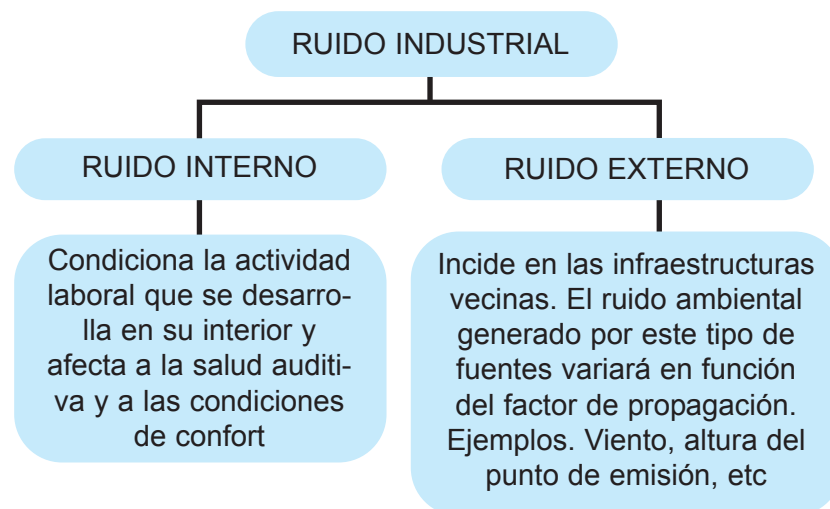 RUIDO INDUSTRIAL
RUIDO INTERNO
Condiciona la actividad
laboral que se desarro-
lla en su interior y
afecta a la salud auditi-
va y a las condiciones
de confort
RUIDO EXTERNO
Incide en las infraestructuras
vecinas. El ruido ambiental
generado por este tipo de
fuentes variará en función
del factor de propagación.
Ejemplos. Viento, altura del
punto de emisión, etc